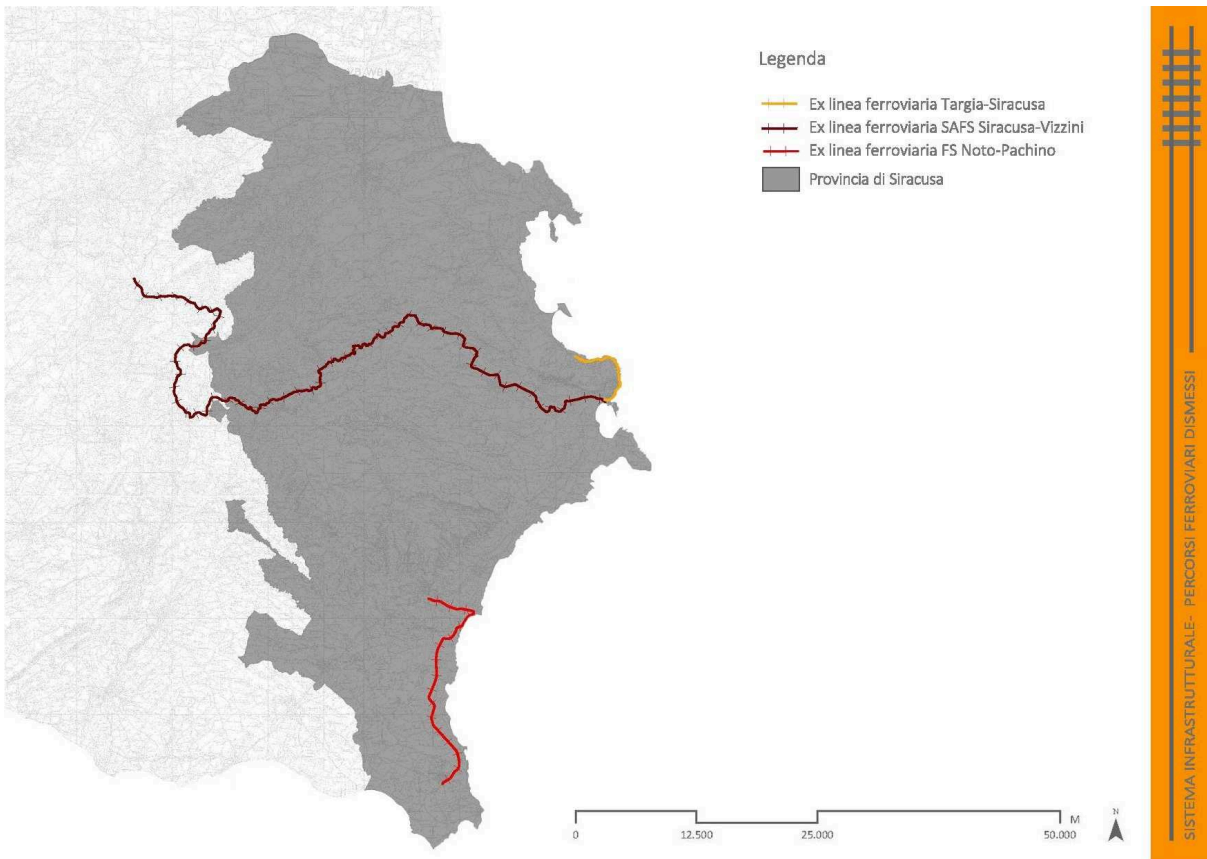 Legenda
Ex linea ferroviaria Targia-Siracusa
Ex linea ferroviaria SAFS Siracusa-Vizzini
Ex linea ferroviaria FS Noto-Pachino
Provincia di Siracusa
0
12.500
25.000
50.000
M
N
SISTEMA INFRASTRUTTURALE- PERCORSI FERROVIARI DISMESSI